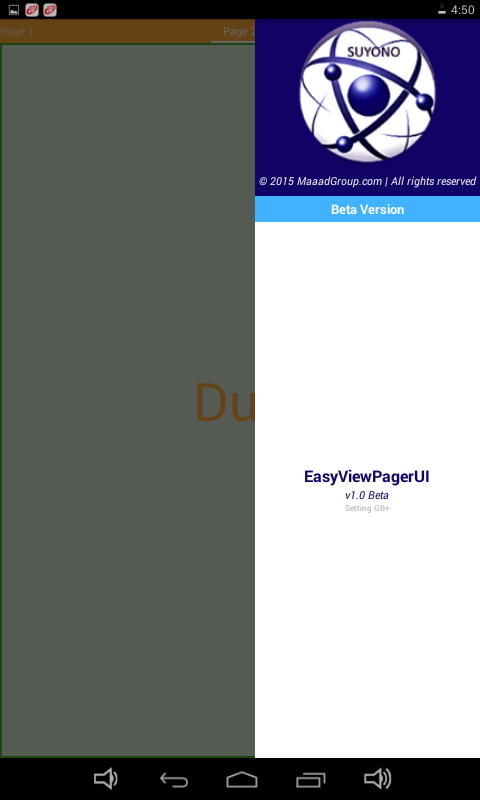 4:50
Page 1
Page 2
SUYONO
© 2015 MaaadGroup.com | All rights reserved
Beta Version
Du
EasyViewPagerUI
v1.0 Beta
Setting GB+